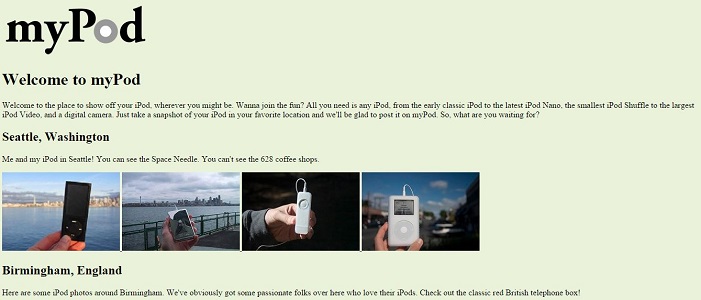 myPod
Welcome to myPod
Welcome to the place to show off your iPod, wherever you might be. Wanna join the fun? All you need is any iPod, from the early classic iPod to the latest iPod Nano, the smallest iPod Shuffle to the largest
iPod Video, and a digital camera. Just take a snapshot of your iPod in your favorite location and we'll be glad to post it on myPod. So, what are you waiting for?
Seattle, Washington
Me and my iPod in Seattle! You can see the Space Needle. You can't see the 628 coffee shops.
Birmingham, England
Here are some iPod photos around Birmingham. We've obviously got some passionate folks over here who love their iPods. Check out the classic red British telephone box!